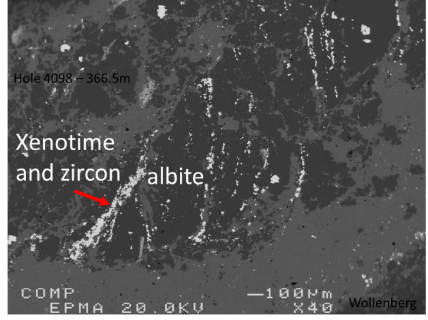 Hole 4098 – 366.5m
Xenotime
and zircon
albite
COMP
—100µm
EPMA 20.0KV
X40
Wollenberg